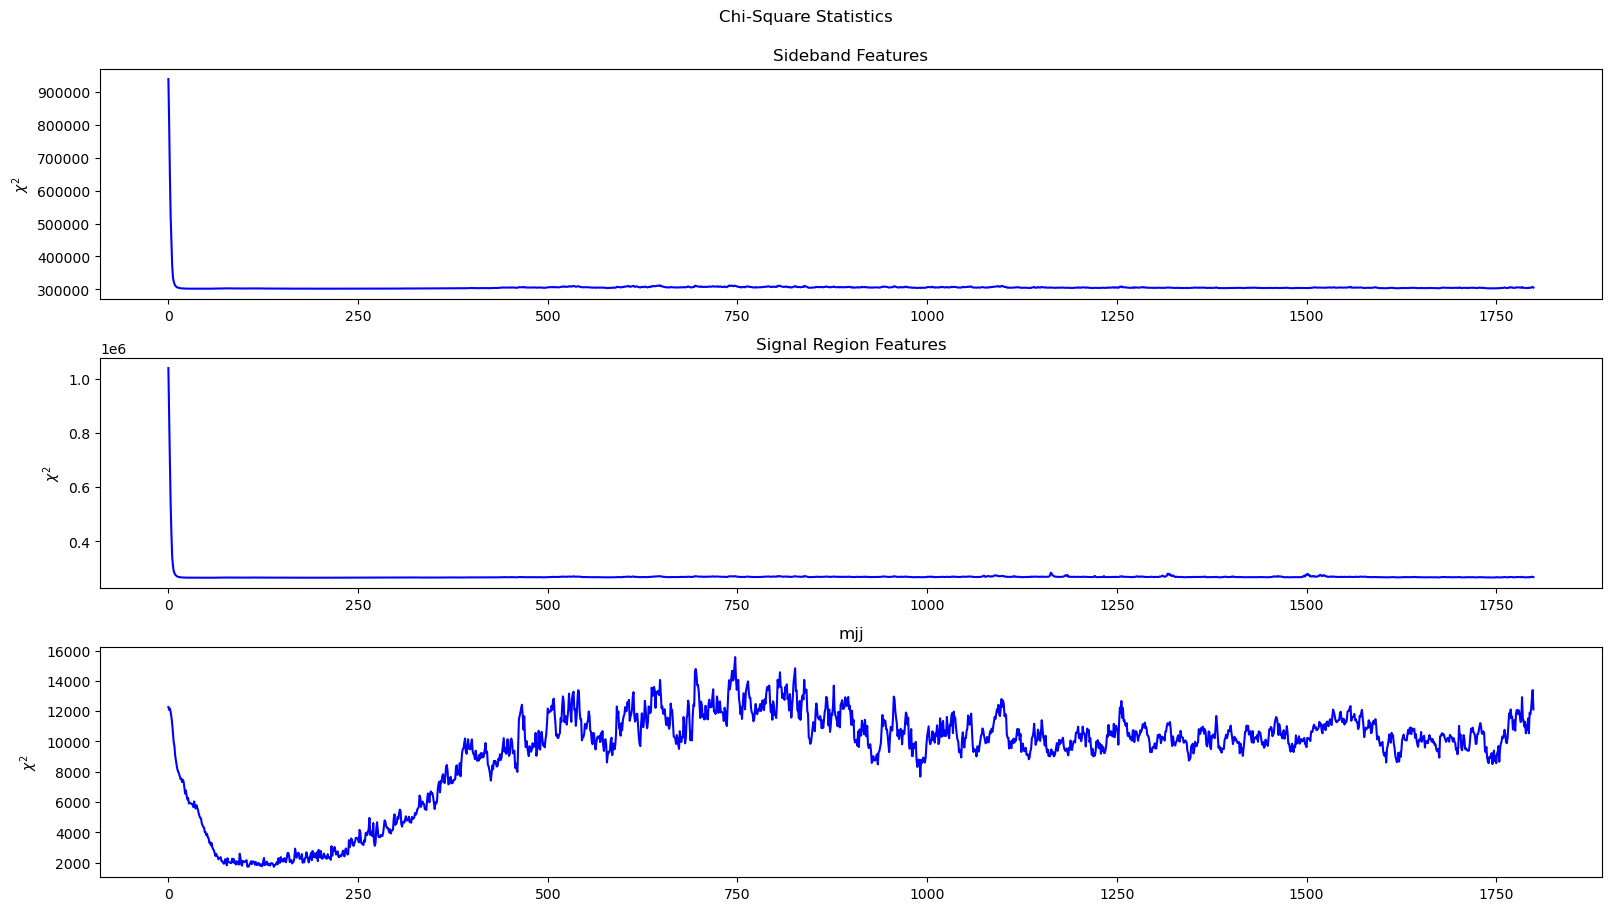 Chi-Square Statistics
Sideband Features
900000
800000
700000
600000
500000
400000
300000
χ²
0 250 500 750 1000 1250 1500 1750
Signal Region Features
1e6
1.0
0.8
0.6
0.4
χ²
0 250 500 750 1000 1250 1500 1750
mjj
16000
14000
12000
10000
8000
6000
4000
2000
χ²
0 250 500 750 1000 1250 1500 1750